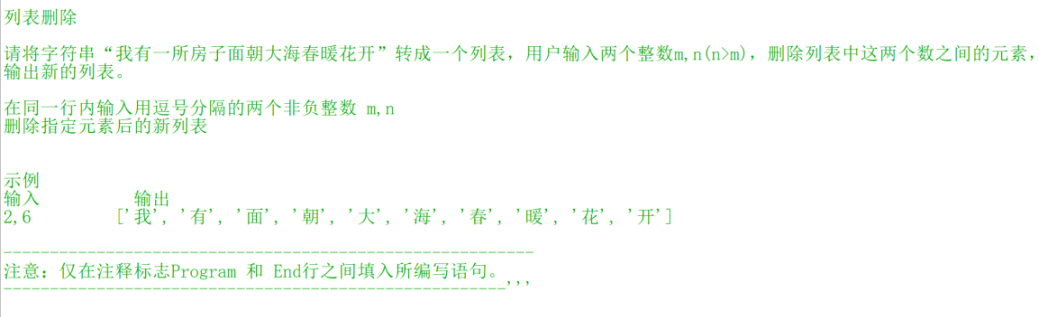 列表删除
请将字符串“我有一所房子面朝大海春暖花开”转成一个列表，用户输入两个整数m,n(n>m)，删除列表中这两个数之间的元素，
输出新的列表。
在同一行内输入用逗号分隔的两个非负整数 m,n
删除指定元素后的新列表
示例
输入 输出
2,6 ['我', '有', '面', '朝', '大', '海', '春', '暖', '花', '开']
---------------------------------------------------------
注意：仅在注释标志Program 和 End行之间填入所编写语句。
------------------------------------------------------'''